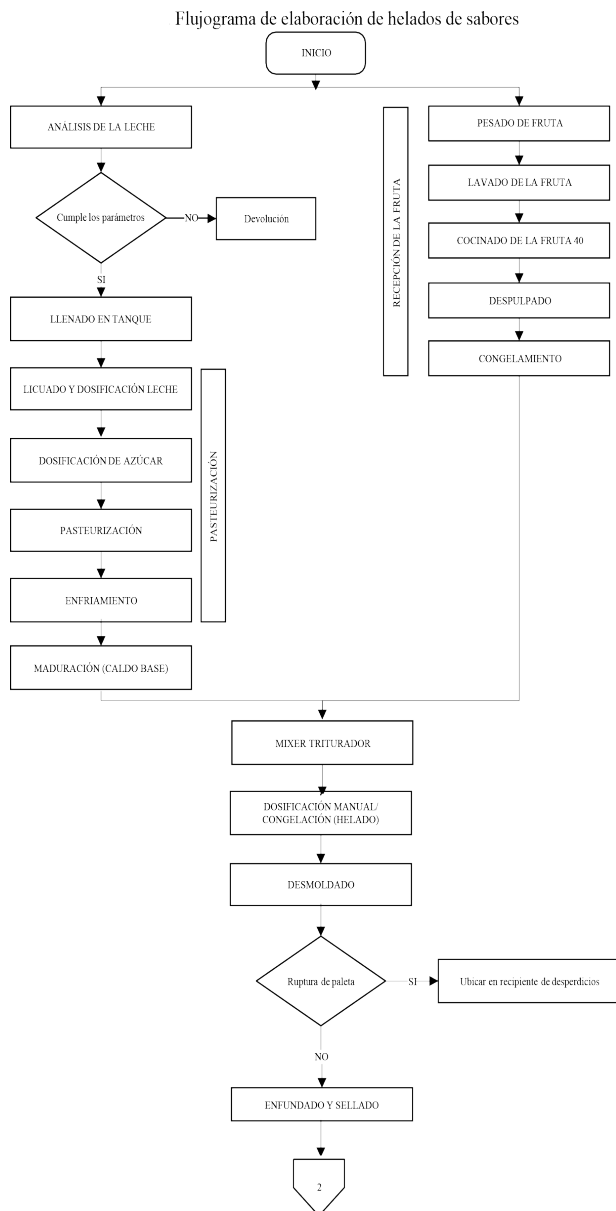 Flujograma de elaboración de helados de sabores
INICIO
ANÁLISIS DE LA LECHE
Cumple los parámetros
NO
Devolución
SI
LLENADO EN TANQUE
LICUADO Y DOSIFICACIÓN LECHE
DOSIFICACIÓN DE AZÚCAR
PASTEURIZACIÓN
ENFRIAMIENTO
PASTEURIZACIÓN
MADURACIÓN (CALDO BASE)
RECEPCIÓN DE LA FRUTA
PESADO DE FRUTA
LAVADO DE LA FRUTA
COCINADO DE LA FRUTA 40
DESPULPADO
CONGELAMIENTO
MIXER TRITURADOR
DOSIFICACIÓN MANUAL/
CONGELACIÓN (HELADO)
DESMOLDADO
Ruptura de paleta
SI
Ubicar en recipiente de desperdicios
NO
ENFUNDADO Y SELLADO
2